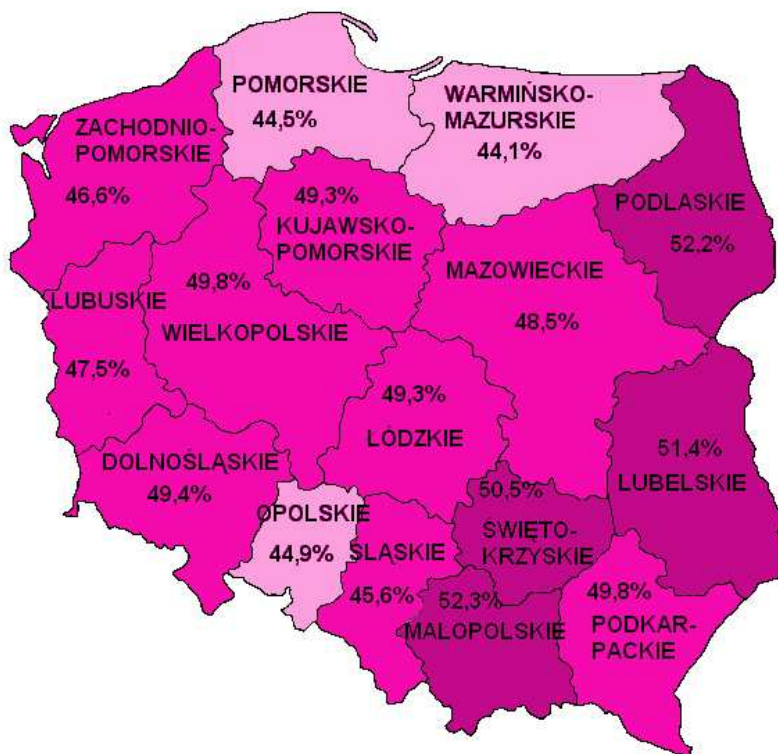 POMORSKIE
44,5%
WARMIŃSKO-
MAZURSKIE
44,1%
ZACHODNIO-
POMORSKIE
46,6%
49,3%
KUJAWSKO-
POMORSKIE
PODLASKIE
52,2%
MAZOWIECKIE
48,5%
49,8%
WIELKOPOLSKIE
LUBUSKIE
47,5%
49,3%
ŁÓDZKIE
51,4%
LUBELSKIE
DOLNOŚLĄSKIE
49,4%
OPOLSKIE
44,9%
ŚLĄSKIE
45,6%
50,5%
ŚWIĘTO-
KRZYSKIE
52,3%
MALOPOLSKIE
49,8%
PODKAR-
PACKIE